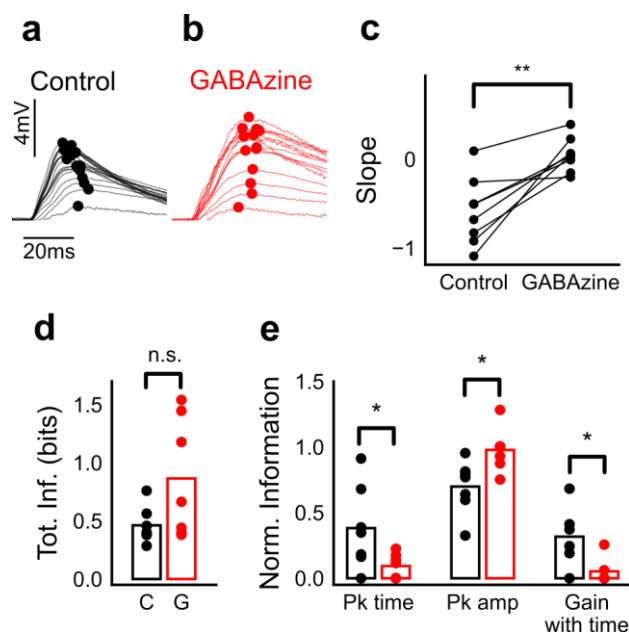 a
Control
4mV
20ms
b
GABAzine
c
**
Slope
0
−1
Control
GABAzine
d
n.s.
Tot. Inf. (bits)
1.5
1.0
0.5
0.0
C
G
e
Norm. Information
1.5
1.0
0.5
0.0
*
*
*
Pk time
Pk amp
Gain
with time